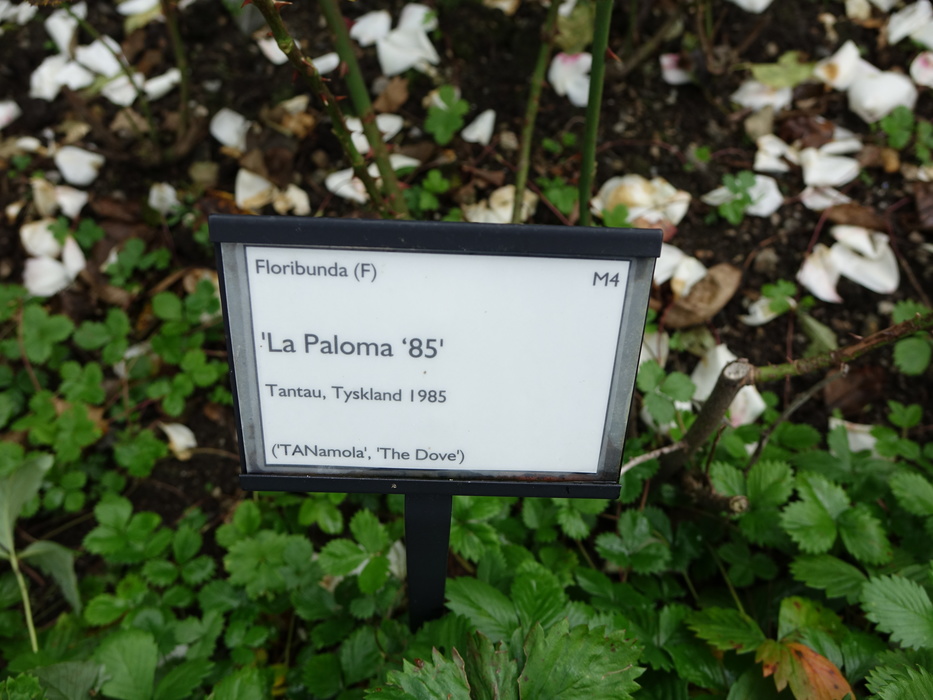 Floribunda (F)
M4
'La Paloma ‘85'
Tantau, Tyskland 1985
('TANamola', 'The Dove')